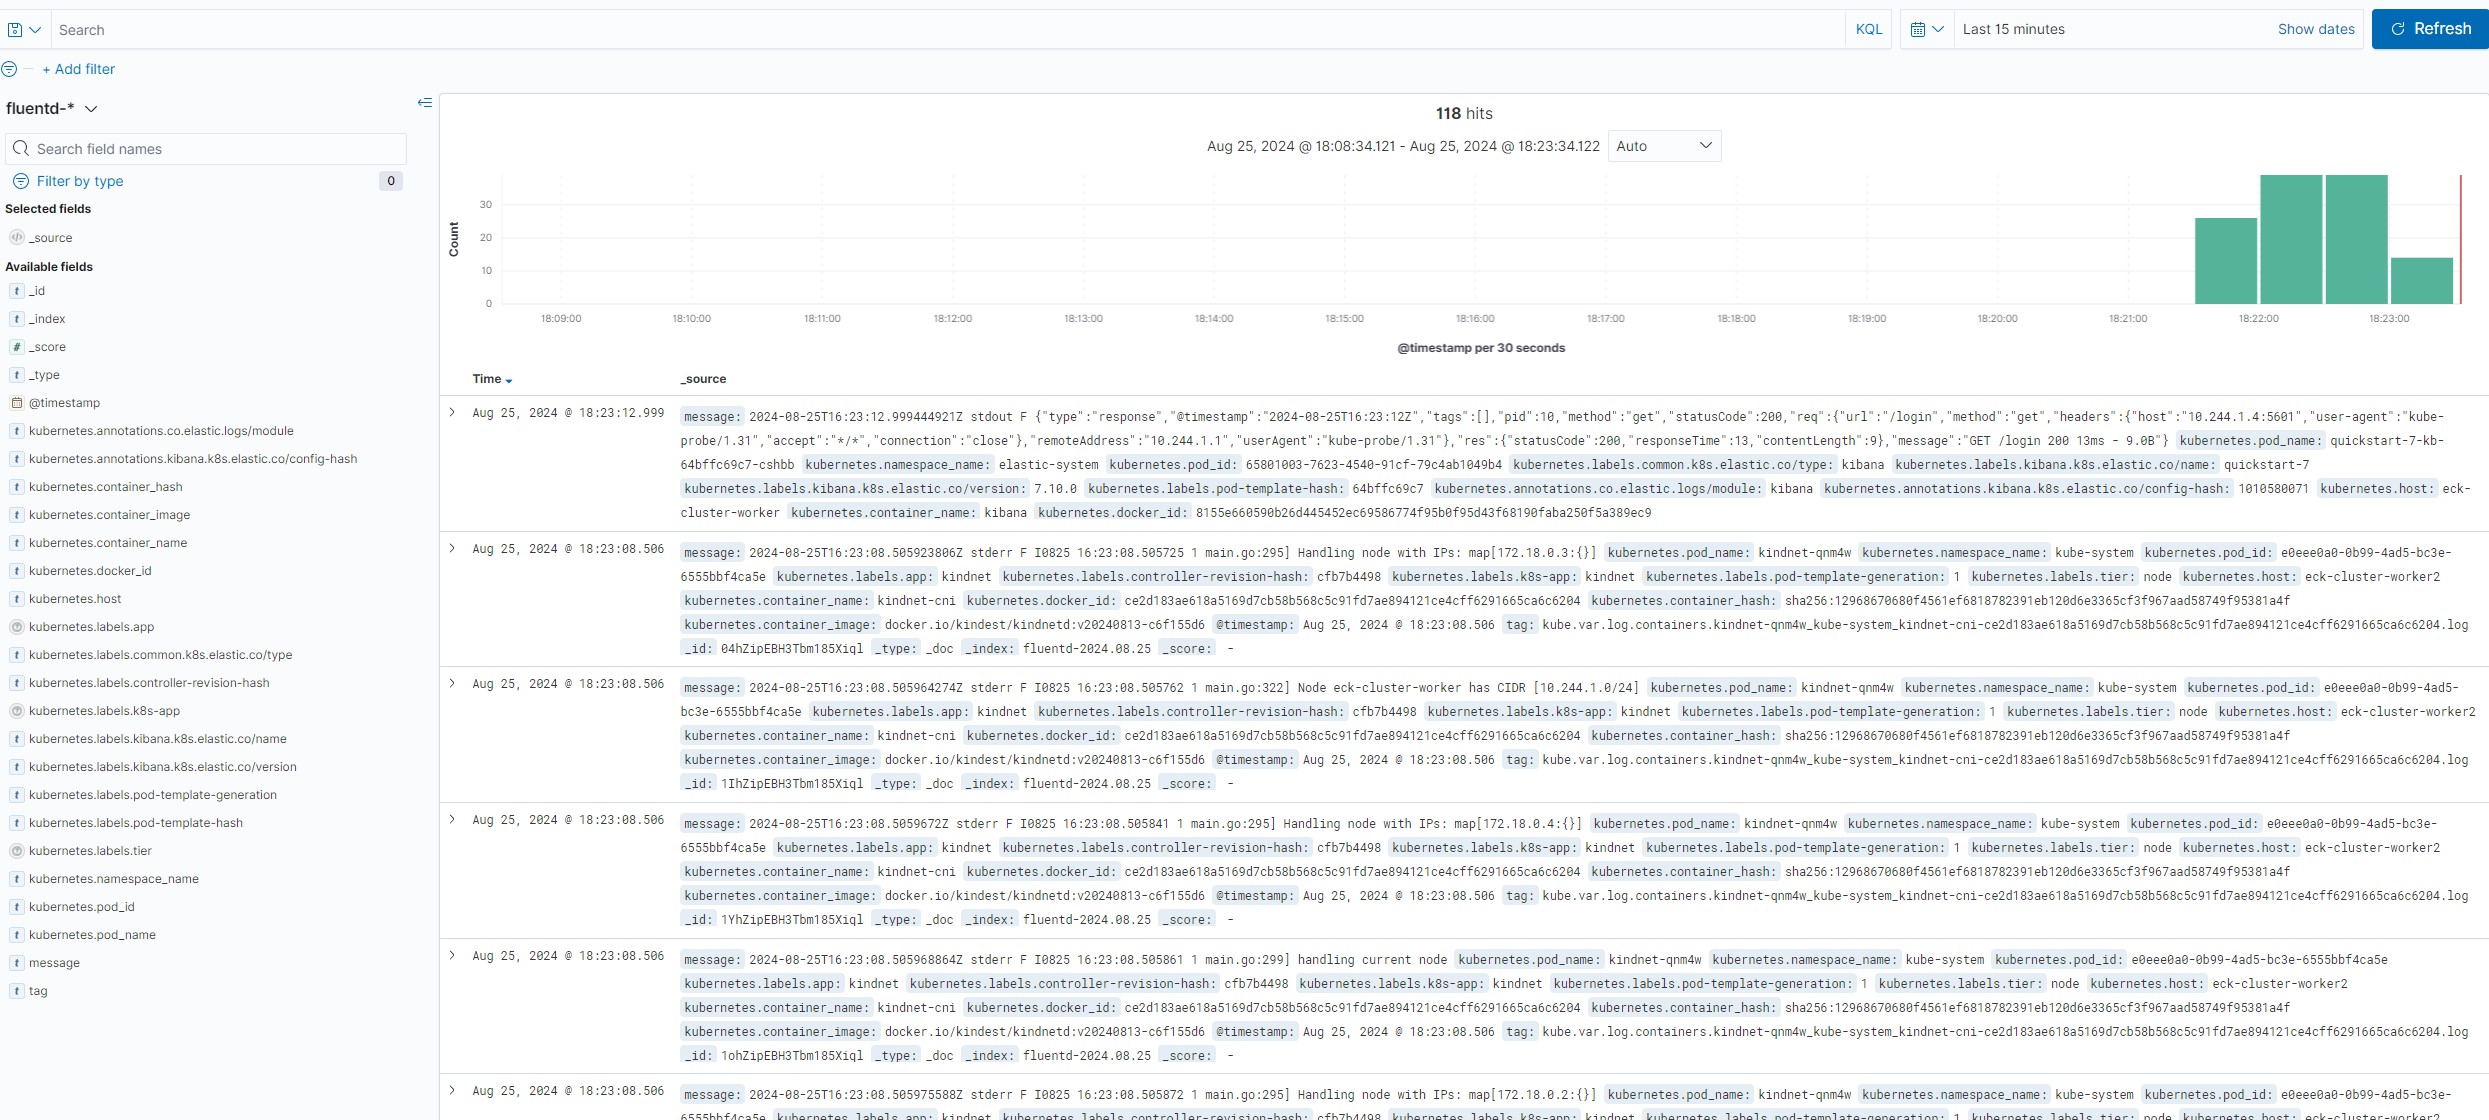 Search
KQL
Last 15 minutes
Show dates
Refresh
+ Add filter
fluentd-*
Search field names
Filter by type
0
Selected fields
_source
Available fields
_id
_index
_score
_type
@timestamp
kubernetes.annotations.co.elastic.logs/module
kubernetes.annotations.kibana.k8s.elastic.co/config-hash
kubernetes.container_hash
kubernetes.container_image
kubernetes.container_name
kubernetes.docker_id
kubernetes.host
kubernetes.labels.app
kubernetes.labels.common.k8s.elastic.co/type
kubernetes.labels.controller-revision-hash
kubernetes.labels.k8s-app
kubernetes.labels.kibana.k8s.elastic.co/name
kubernetes.labels.kibana.k8s.elastic.co/version
kubernetes.labels.pod-template-generation
kubernetes.labels.pod-template-hash
kubernetes.labels.tier
kubernetes.namespace_name
kubernetes.pod_id
kubernetes.pod_name
message
tag
118 hits
Aug 25, 2024 @ 18:08:34.121 - Aug 25, 2024 @ 18:23:34.122 Auto
Count
30
20
10
0
18:09:00 18:10:00 18:11:00 18:12:00 18:13:00 18:14:00 18:15:00 18:16:00 18:17:00 18:18:00 18:19:00 18:20:00 18:21:00 18:22:00 18:23:00
@timestamp per 30 seconds
Time _source
Aug 25, 2024 @ 18:23:12.999 message: 2024-08-25T16:23:12.999444921Z stdout F {"type":"response","@timestamp":"2024-08-25T16:23:12Z","tags":[],"pid":10,"method":"get","statusCode":200,"req":{"url":"/login","method":"get","headers":{"host":"10.244.1.4:5601","user-agent":"kube-
probe/1.31","accept":"*/*","connection":"close"},"remoteAddress":"10.244.1.1","userAgent":"kube-probe/1.31"},"res":{"statusCode":200,"responseTime":13,"contentLength":9},"message":"GET /login 200 13ms - 9.0B"} kubernetes.pod_name: quickstart-7-kb-
64bffc69c7-cshbb kubernetes.namespace_name: elastic-system kubernetes.pod_id: 65801003-7623-4540-91cf-79c4ab1049b4 kubernetes.labels.common.k8s.elastic.co/type: kibana kubernetes.labels.kibana.k8s.elastic.co/name: quickstart-7
kubernetes.labels.kibana.k8s.elastic.co/version: 7.10.0 kubernetes.labels.pod-template-hash: 64bffc69c7 kubernetes.annotations.co.elastic.logs/module: kibana kubernetes.annotations.kibana.k8s.elastic.co/config-hash: 1010580071 kubernetes.host: eck-
cluster-worker kubernetes.container_name: kibana kubernetes.docker_id: 8155e660590b26d445452ec69586774f95b0f95d43f68190faba250f5a389ec9
Aug 25, 2024 @ 18:23:08.506 message: 2024-08-25T16:23:08.505923806Z stderr F I0825 16:23:08.505725 1 main.go:295] Handling node with IPs: map[172.18.0.3:{}] kubernetes.pod_name: kindnet-qnm4w kubernetes.namespace_name: kube-system kubernetes.pod_id: e0eee0a0-0b99-4ad5-bc3e-
6555bbf4ca5e kubernetes.labels.app: kindnet kubernetes.labels.controller-revision-hash: cfb7b4498 kubernetes.labels.k8s-app: kindnet kubernetes.labels.pod-template-generation: 1 kubernetes.labels.tier: node kubernetes.host: eck-cluster-worker2
kubernetes.container_name: kindnet-cni kubernetes.docker_id: ce2d183ae618a5169d7cb58b568c5c91fd7ae894121ce4cff6291665ca6c6204 kubernetes.container_hash: sha256:12968670680f4561ef6818782391eb120d6e3365cf3f967aad58749f95381a4f
kubernetes.container_image: docker.io/kindest/kindnetd:v20240813-c6f155d6 @timestamp: Aug 25, 2024 @ 18:23:08.506 tag: kube.var.log.containers.kindnet-qnm4w_kube-system_kindnet-cni-ce2d183ae618a5169d7cb58b568c5c91fd7ae894121ce4cff6291665ca6c6204.log
_id: 04hZipEBH3Tbm185Xiql _type: _doc _index: fluentd-2024.08.25 _score: -
Aug 25, 2024 @ 18:23:08.506 message: 2024-08-25T16:23:08.505964274Z stderr F I0825 16:23:08.505762 1 main.go:322] Node eck-cluster-worker has CIDR [10.244.1.0/24] kubernetes.pod_name: kindnet-qnm4w kubernetes.namespace_name: kube-system kubernetes.pod_id: e0eee0a0-0b99-4ad5-
bc3e-6555bbf4ca5e kubernetes.labels.app: kindnet kubernetes.labels.controller-revision-hash: cfb7b4498 kubernetes.labels.k8s-app: kindnet kubernetes.labels.pod-template-generation: 1 kubernetes.labels.tier: node kubernetes.host: eck-cluster-worker2
kubernetes.container_name: kindnet-cni kubernetes.docker_id: ce2d183ae618a5169d7cb58b568c5c91fd7ae894121ce4cff6291665ca6c6204 kubernetes.container_hash: sha256:12968670680f4561ef6818782391eb120d6e3365cf3f967aad58749f95381a4f
kubernetes.container_image: docker.io/kindest/kindnetd:v20240813-c6f155d6 @timestamp: Aug 25, 2024 @ 18:23:08.506 tag: kube.var.log.containers.kindnet-qnm4w_kube-system_kindnet-cni-ce2d183ae618a5169d7cb58b568c5c91fd7ae894121ce4cff6291665ca6c6204.log
_id: 1IhZipEBH3Tbm185Xiql _type: _doc _index: fluentd-2024.08.25 _score: -
Aug 25, 2024 @ 18:23:08.506 message: 2024-08-25T16:23:08.5059672Z stderr F I0825 16:23:08.505841 1 main.go:295] Handling node with IPs: map[172.18.0.4:{}] kubernetes.pod_name: kindnet-qnm4w kubernetes.namespace_name: kube-system kubernetes.pod_id: e0eee0a0-0b99-4ad5-bc3e-
6555bbf4ca5e kubernetes.labels.app: kindnet kubernetes.labels.controller-revision-hash: cfb7b4498 kubernetes.labels.k8s-app: kindnet kubernetes.labels.pod-template-generation: 1 kubernetes.labels.tier: node kubernetes.host: eck-cluster-worker2
kubernetes.container_name: kindnet-cni kubernetes.docker_id: ce2d183ae618a5169d7cb58b568c5c91fd7ae894121ce4cff6291665ca6c6204 kubernetes.container_hash: sha256:12968670680f4561ef6818782391eb120d6e3365cf3f967aad58749f95381a4f
kubernetes.container_image: docker.io/kindest/kindnetd:v20240813-c6f155d6 @timestamp: Aug 25, 2024 @ 18:23:08.506 tag: kube.var.log.containers.kindnet-qnm4w_kube-system_kindnet-cni-ce2d183ae618a5169d7cb58b568c5c91fd7ae894121ce4cff6291665ca6c6204.log
_id: 1YhZipEBH3Tbm185Xiql _type: _doc _index: fluentd-2024.08.25 _score: -
Aug 25, 2024 @ 18:23:08.506 message: 2024-08-25T16:23:08.505968864Z stderr F I0825 16:23:08.505861 1 main.go:299] handling current node kubernetes.pod_name: kindnet-qnm4w kubernetes.namespace_name: kube-system kubernetes.pod_id: e0eee0a0-0b99-4ad5-bc3e-6555bbf4ca5e
kubernetes.labels.app: kindnet kubernetes.labels.controller-revision-hash: cfb7b4498 kubernetes.labels.k8s-app: kindnet kubernetes.labels.pod-template-generation: 1 kubernetes.labels.tier: node kubernetes.host: eck-cluster-worker2
kubernetes.container_name: kindnet-cni kubernetes.docker_id: ce2d183ae618a5169d7cb58b568c5c91fd7ae894121ce4cff6291665ca6c6204 kubernetes.container_hash: sha256:12968670680f4561ef6818782391eb120d6e3365cf3f967aad58749f95381a4f
kubernetes.container_image: docker.io/kindest/kindnetd:v20240813-c6f155d6 @timestamp: Aug 25, 2024 @ 18:23:08.506 tag: kube.var.log.containers.kindnet-qnm4w_kube-system_kindnet-cni-ce2d183ae618a5169d7cb58b568c5c91fd7ae894121ce4cff6291665ca6c6204.log
_id: 1ohZipEBH3Tbm185Xiql _type: _doc _index: fluentd-2024.08.25 _score: -
Aug 25, 2024 @ 18:23:08.506 message: 2024-08-25T16:23:08.505975588Z stderr F I0825 16:23:08.505872 1 main.go:295] Handling node with IPs: map[172.18.0.2:{}] kubernetes.pod_name: kindnet-qnm4w kubernetes.namespace_name: kube-system kubernetes.pod_id: e0eee0a0-0b99-4ad5-bc3e-
6555bbf4ca5e kubernetes.labels.app: kindnet kubernetes.labels.controller-revision-hash: cfb7b4498 kubernetes.labels.k8s-app: kindnet kubernetes.labels.pod-template-generation: 1 kubernetes.labels.tier: node kubernetes.host: eck-cluster-worker2